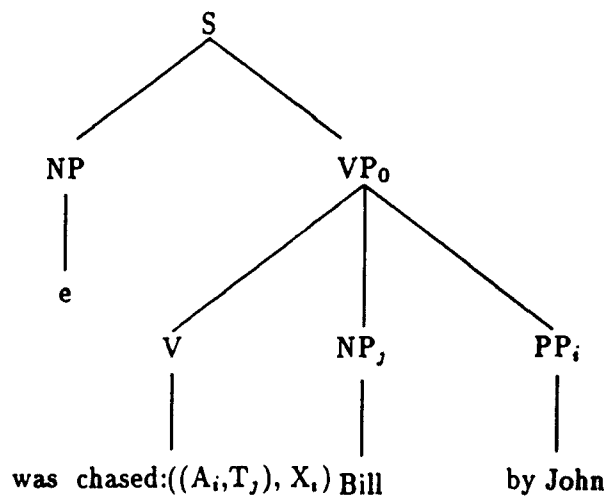 S
NP VP₀
e
V NPⱼ PPᵢ
was chased:((Aᵢ,Tⱼ), Xᵢ) Bill by John